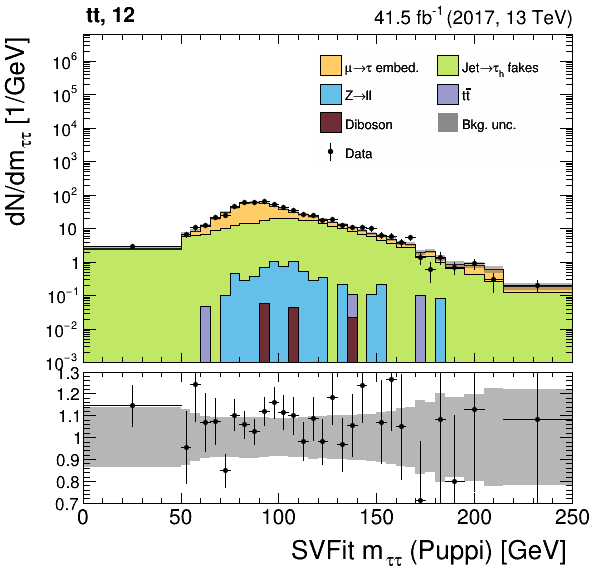 tt, 12
41.5 fb⁻¹ (2017, 13 TeV)
dN/dm_ττ [1/GeV]
10⁶
10⁵
10⁴
10³
10²
10
1
10⁻¹
10⁻²
10⁻³
μ→τ embed.
Jet→τ_h fakes
Z→ll
tt̄
Diboson
Bkg. unc.
Data
1.3
1.2
1.1
1
0.9
0.8
0.7
0 50 100 150 200 250
SVFit m_ττ (Puppi) [GeV]